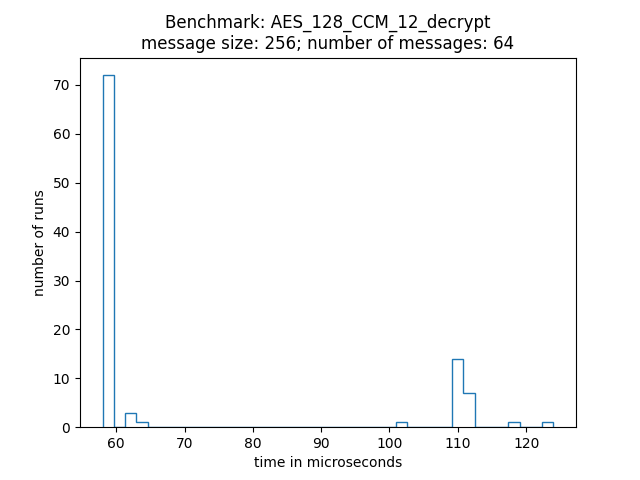 Benchmark: AES_128_CCM_12_decrypt
message size: 256; number of messages: 64
number of runs
70
60
50
40
30
20
10
0
60 70 80 90 100 110 120
time in microseconds